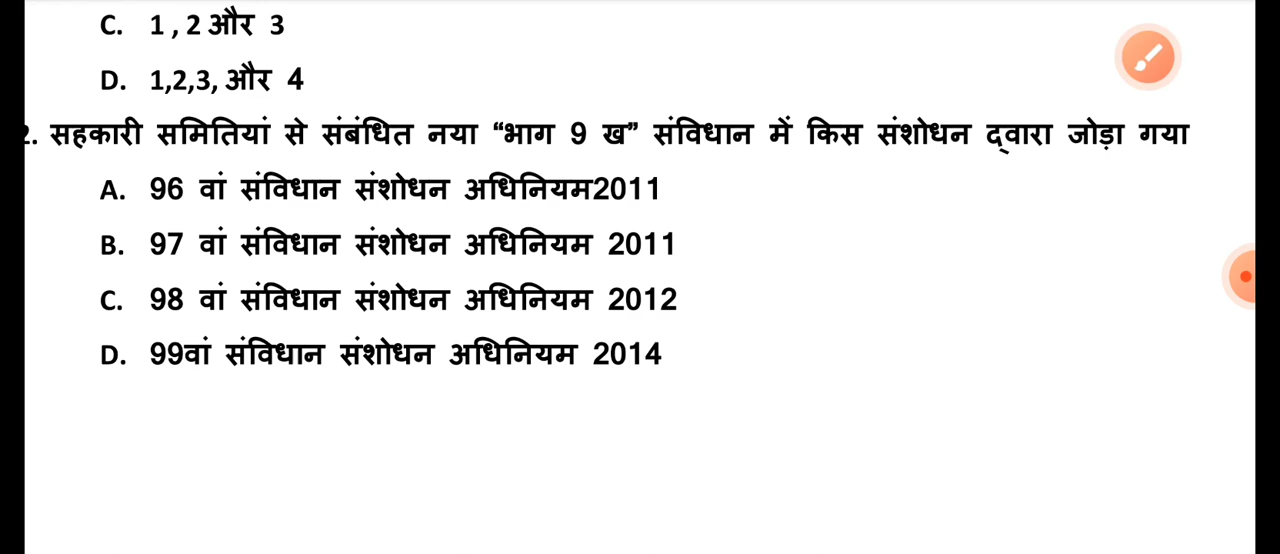 C. 1 , 2 और 3
D. 1,2,3, और 4
2. सहकारी समितियां से संबंधित नया “भाग 9 ख” संविधान में किस संशोधन द्वारा जोड़ा गया
A. 96 वां संविधान संशोधन अधिनियम2011
B. 97 वां संविधान संशोधन अधिनियम 2011
C. 98 वां संविधान संशोधन अधिनियम 2012
D. 99वां संविधान संशोधन अधिनियम 2014